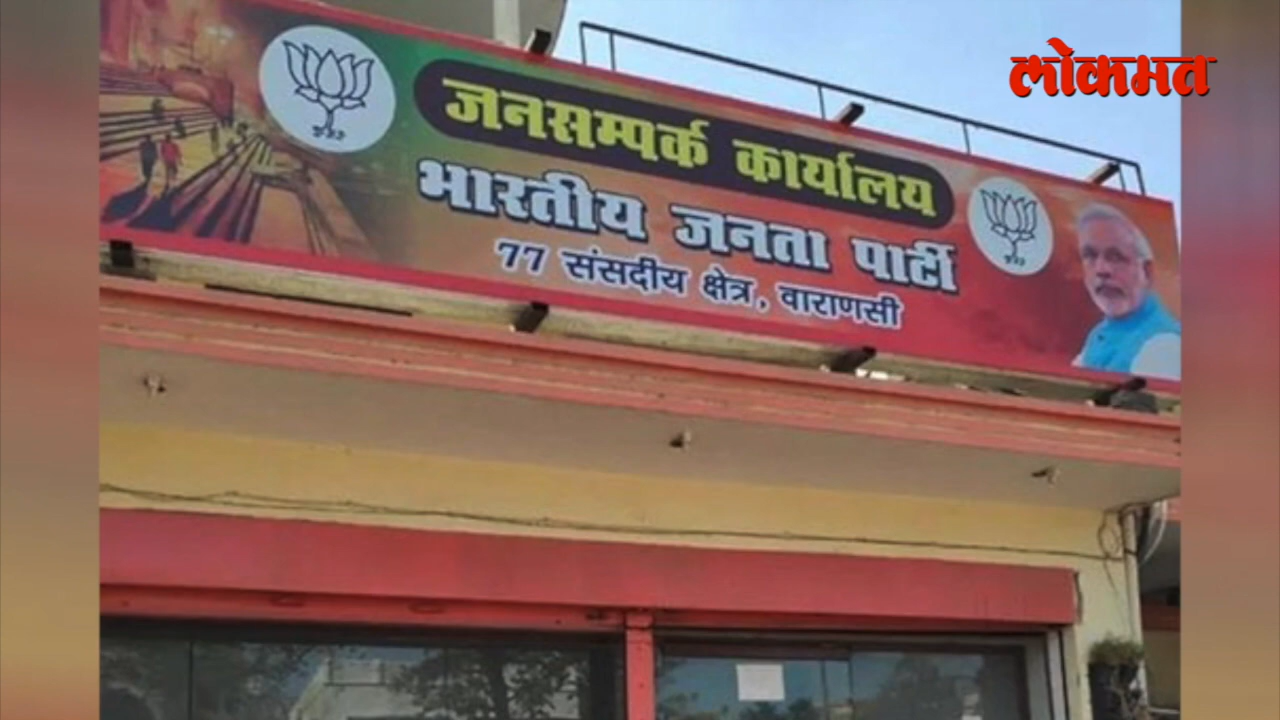 लोकमत
जनसम्पर्क कार्यालय
भारतीय जनता पार्टी
77 संसदीय क्षेत्र, वाराणसी